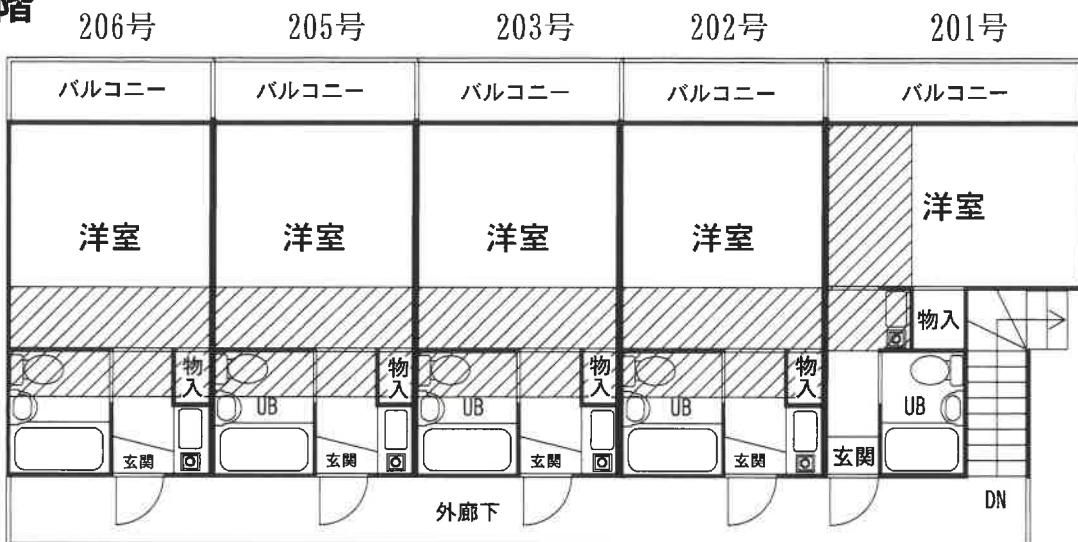 階
206号 205号 203号 202号 201号
バルコニー バルコニー バルコニー バルコニー バルコニー
洋室 洋室 洋室 洋室 洋室
物入
物入 物入 物入 物入
UB UB UB UB
玄関 玄関 玄関 玄関 玄関
外廊下 DN